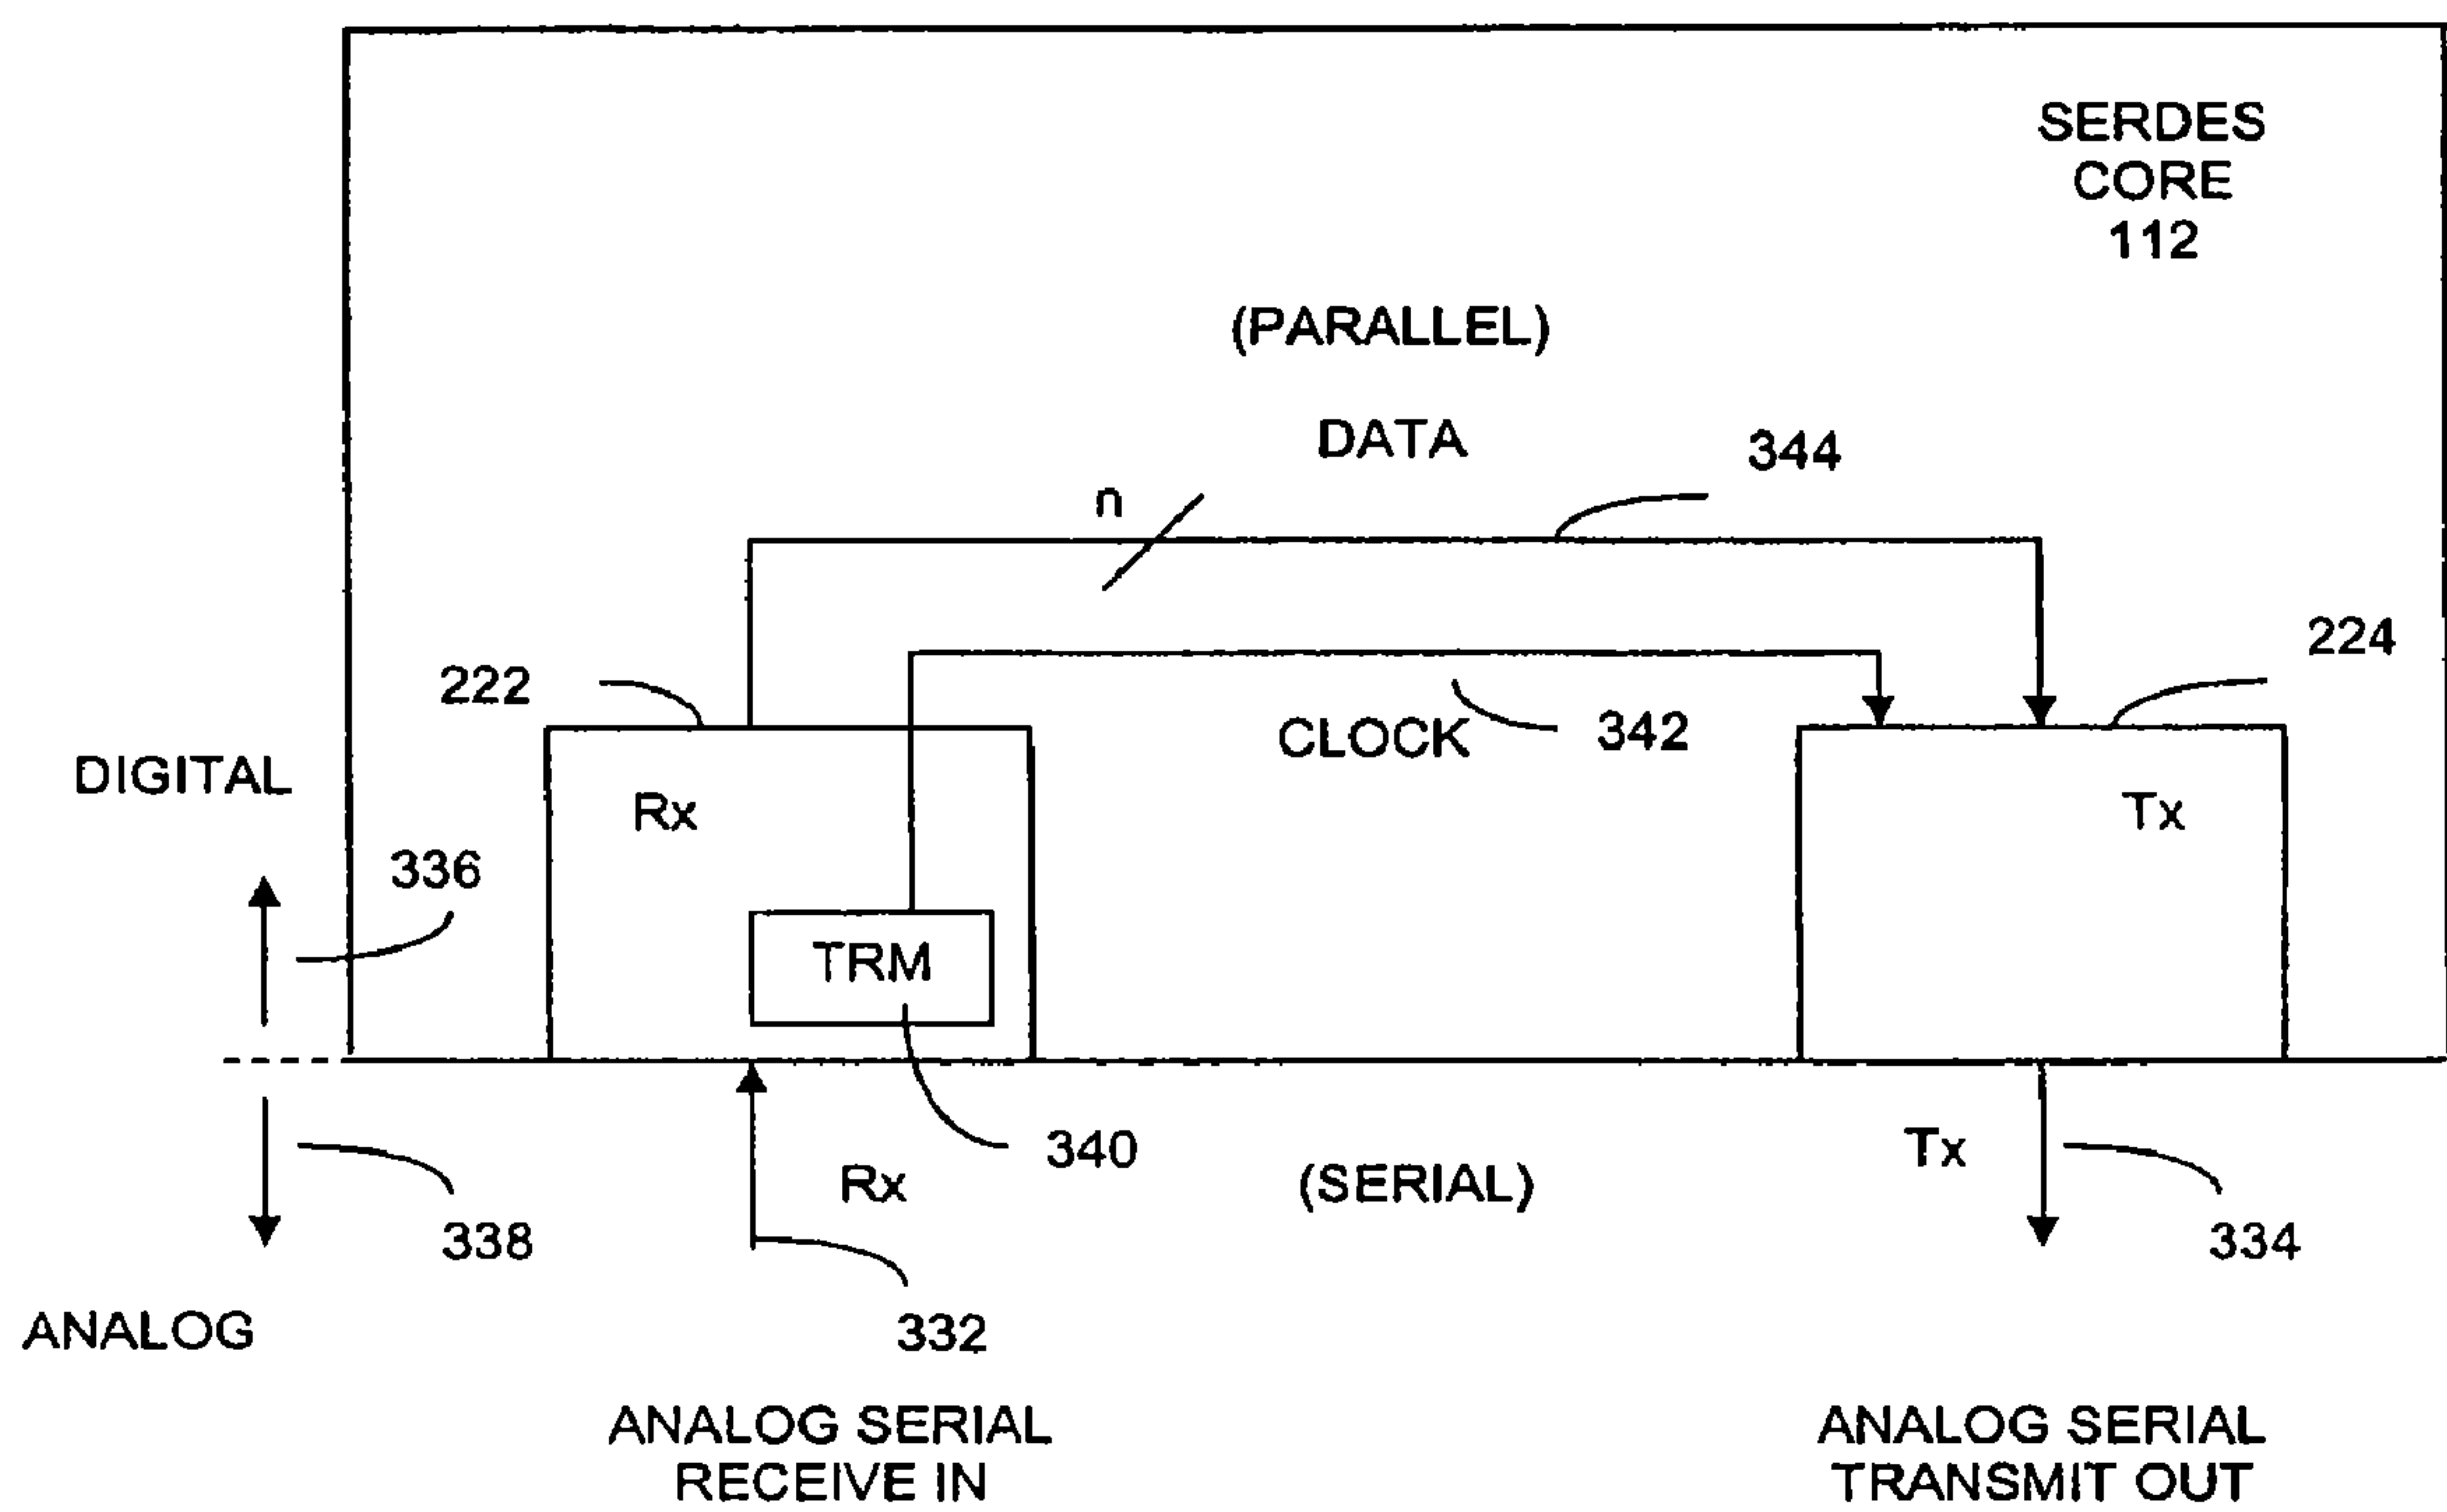 SERDES
CORE
112
(PARALLEL)
DATA
344
n
224
222
CLOCK
342
DIGITAL
Rx
Tx
336
TRM
340
Rx
(SERIAL)
Tx
338
334
332
ANALOG
ANALOG SERIAL
RECEIVE IN
ANALOG SERIAL
TRANSMIT OUT